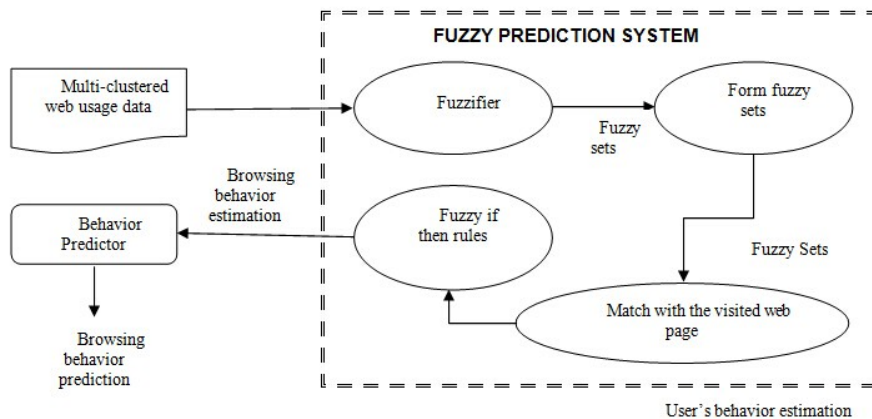 FUZZY PREDICTION SYSTEM
Multi-clustered
web usage data
Fuzzifier
Form fuzzy
sets
Fuzzy
sets
Browsing
behavior
estimation
Behavior
Predictor
Fuzzy if
then rules
Fuzzy Sets
Match with the visited web
page
Browsing
behavior
prediction
User's behavior estimation